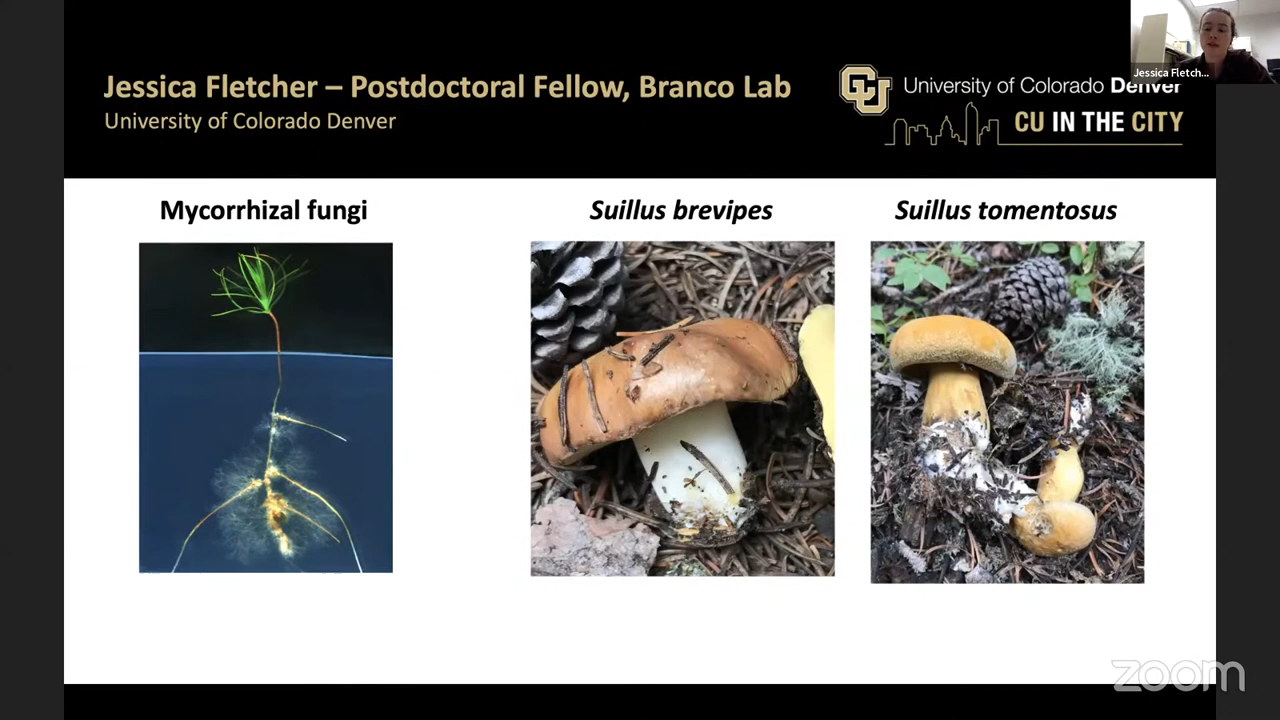 Jessica Fletcher – Postdoctoral Fellow, Branco Lab
University of Colorado Denver
CU
University of Colorado Denver
CU IN THE CITY
Jessica Fletch...
Mycorrhizal fungi
Suillus brevipes
Suillus tomentosus
zoom